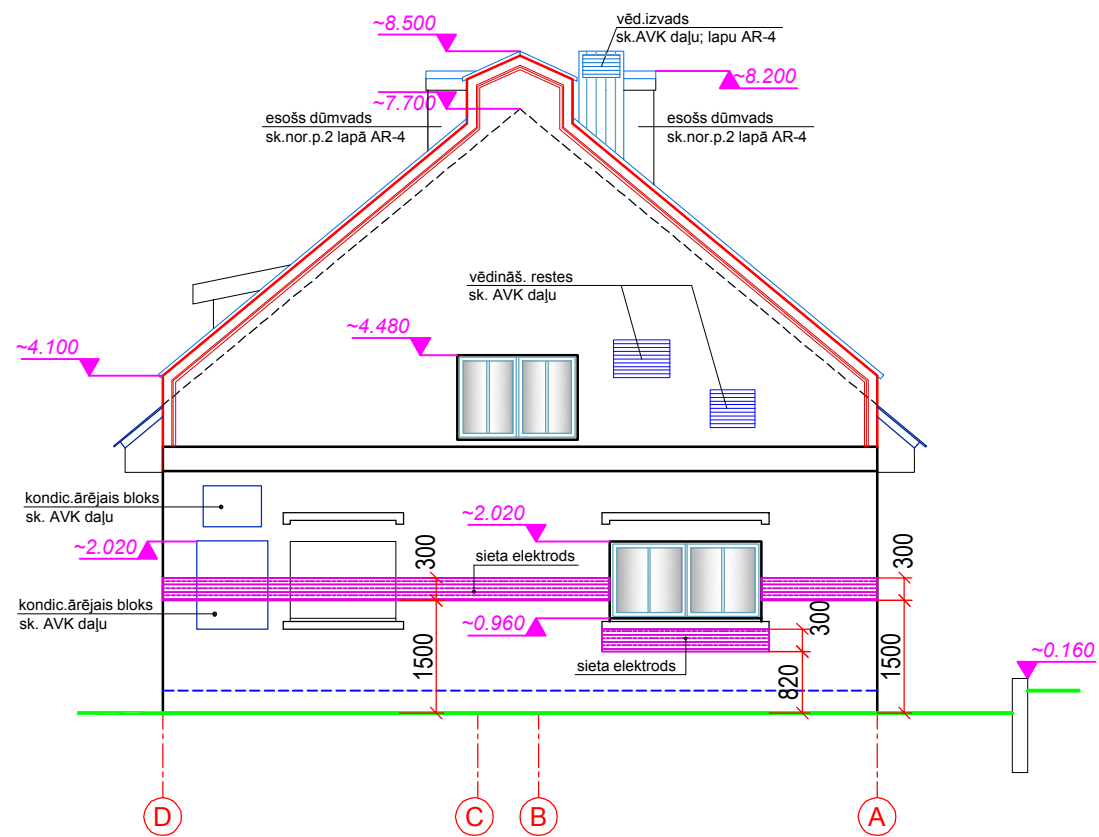 ~8.500
vēd.izvads
sk.AVK daļu; lapu AR-4
~8.200
~7.700
esošs dūmvads
sk.nor.p.2 lapā AR-4
esošs dūmvads
sk.nor.p.2 lapā AR-4
vēdināš. restes
sk. AVK daļu
~4.480
~4.100
kondic.ārējais bloks
sk. AVK daļu
~2.020
~2.020
300
sieta elektrods
300
kondic.ārējais bloks
sk. AVK daļu
~0.960
300
sieta elektrods
1500
820
1500
~0.160
D
C
B
A